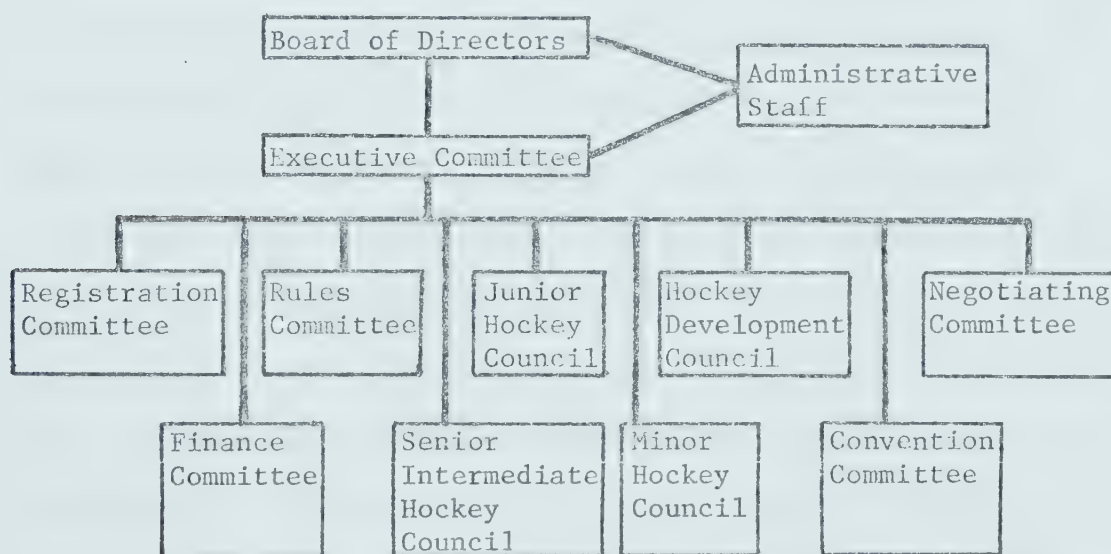 Board of Directors
Administrative
Staff
Executive Committee
Registration
Committee
Rules
Committee
Junior
Hockey
Council
Hockey
Development
Council
Negotiating
Committee
Finance
Committee
Senior
Intermediate
Hockey
Council
Minor
Hockey
Council
Convention
Committee